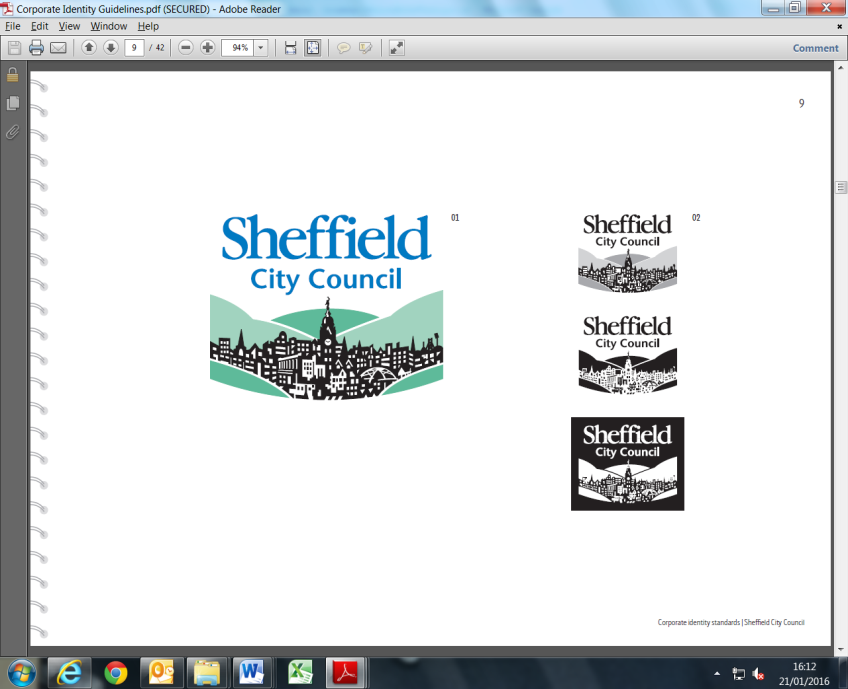 Corporate Identity Guidelines.pdf (SECURED) - Adobe Reader
File Edit View Window Help
9 / 42 94% Comment
9
Sheffield
City Council
01
Sheffield
City Council
02
Sheffield
City Council
Sheffield
City Council
Corporate identity standards | Sheffield City Council
16:12
21/01/2016